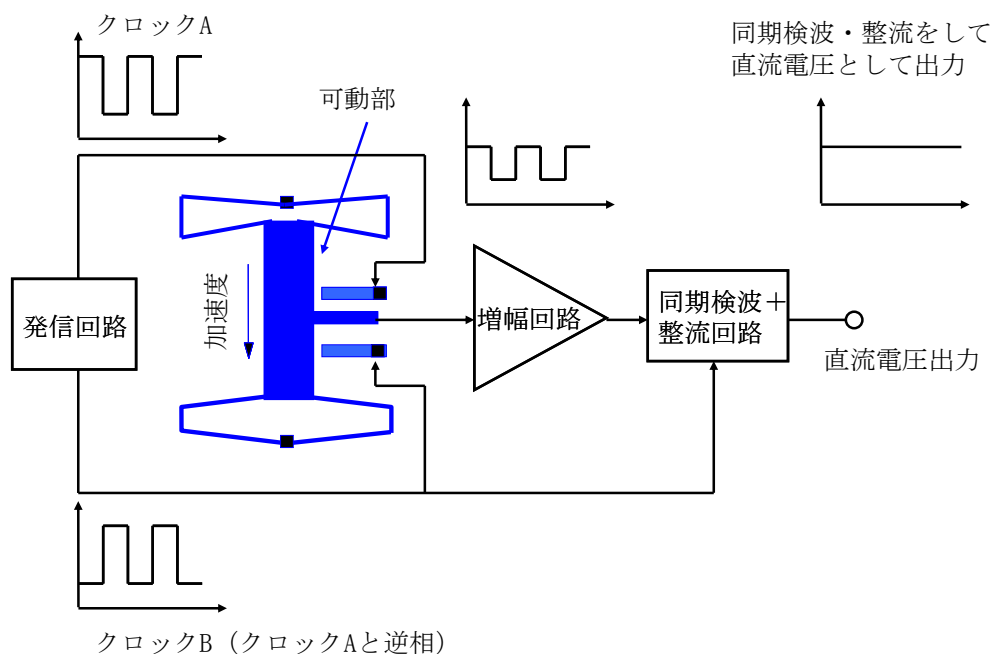 クロックA
同期検波・整流をして
直流電圧として出力
可動部
加速度
発信回路
増幅回路
同期検波＋
整流回路
直流電圧出力
クロックB（クロックAと逆相）